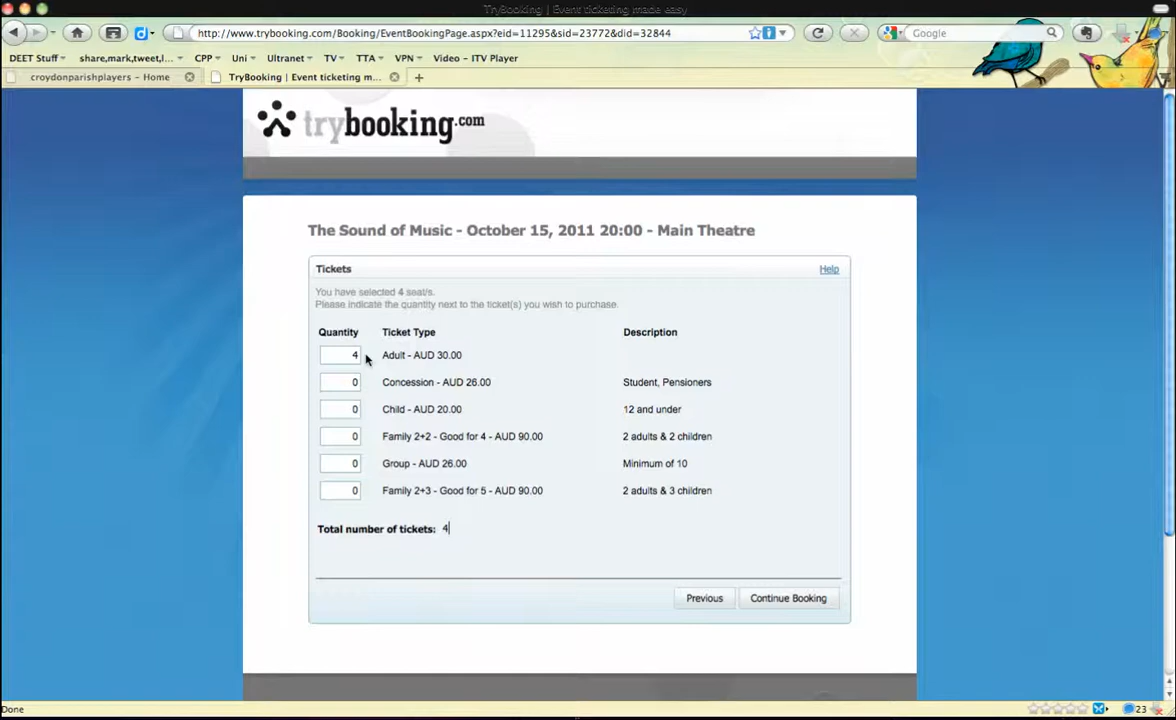 TryBooking | Event ticketing made easy
http://www.trybooking.com/Booking/EventBookingPage.aspx?eid=11295&sid=23772&did=32844
Google
DEET Stuff share,mark,tweet,l... CPP Uni Ultranet TV TTA VPN Video - ITV Player
croydonparishplayers - Home TryBooking | Event ticketing m...
trybooking.com
The Sound of Music - October 15, 2011 20:00 - Main Theatre
Tickets Help
You have selected 4 seat/s.
Please indicate the quantity next to the ticket(s) you wish to purchase.
Quantity Ticket Type Description
4 Adult - AUD 30.00
0 Concession - AUD 26.00 Student, Pensioners
0 Child - AUD 20.00 12 and under
0 Family 2+2 - Good for 4 - AUD 90.00 2 adults & 2 children
0 Group - AUD 26.00 Minimum of 10
0 Family 2+3 - Good for 5 - AUD 90.00 2 adults & 3 children
Total number of tickets: 4
Previous Continue Booking
Done 23